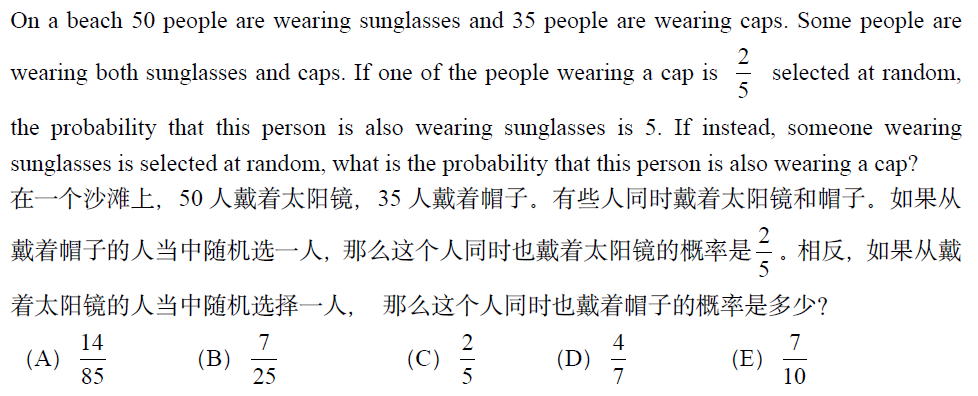 On a beach 50 people are wearing sunglasses and 35 people are wearing caps. Some people are
wearing both sunglasses and caps. If one of the people wearing a cap is 2/5 selected at random,
the probability that this person is also wearing sunglasses is 5. If instead, someone wearing
sunglasses is selected at random, what is the probability that this person is also wearing a cap?
在一个沙滩上，50 人戴着太阳镜，35 人戴着帽子。有些人同时戴着太阳镜和帽子。如果从
戴着帽子的人当中随机选一人, 那么这个人同时也戴着太阳镜的概率是 2/5 。相反，如果从戴
着太阳镜的人当中随机选择一人， 那么这个人同时也戴着帽子的概率是多少?
(A) 14/85 (B) 7/25 (C) 2/5 (D) 4/7 (E) 7/10